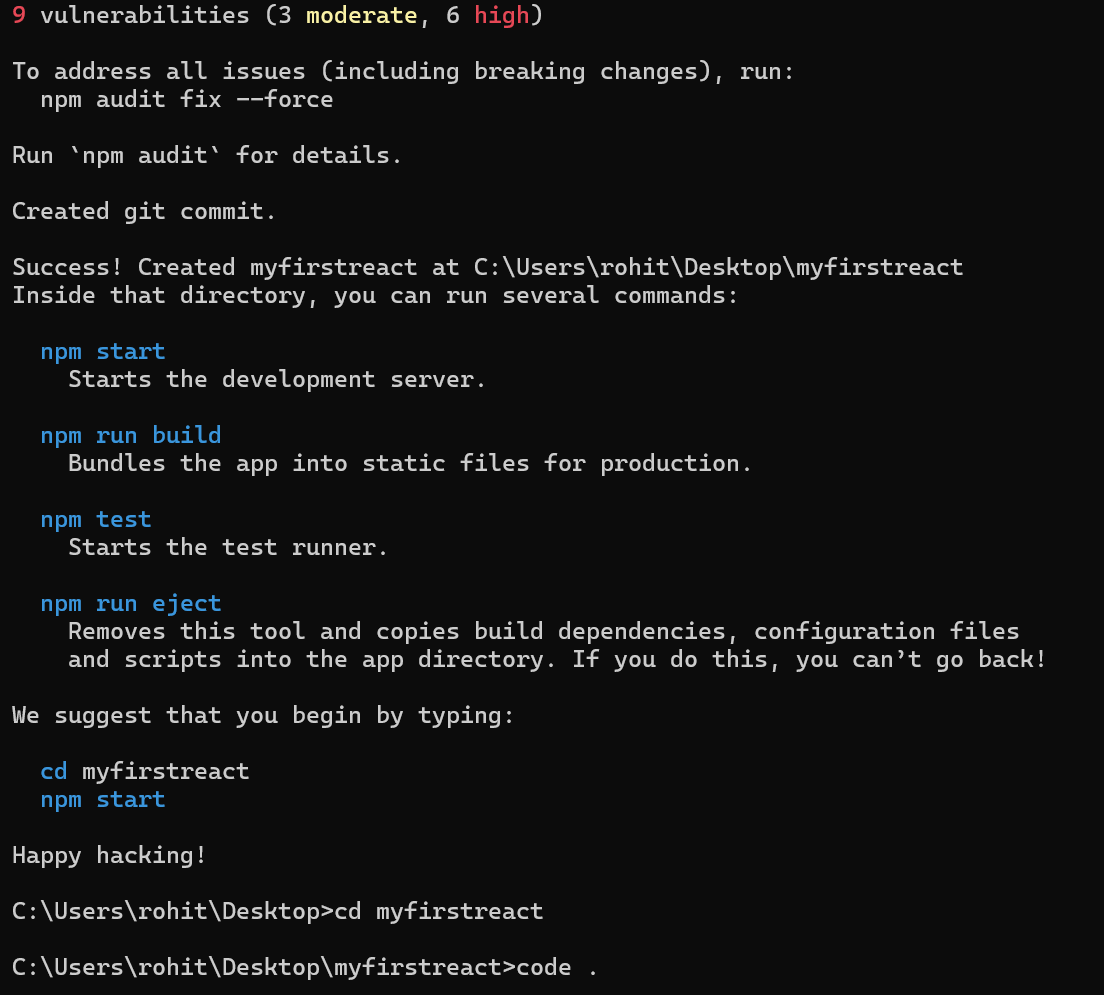 9 vulnerabilities (3 moderate, 6 high)
To address all issues (including breaking changes), run:
npm audit fix --force
Run `npm audit` for details.
Created git commit.
Success! Created myfirstreact at C:\Users\rohit\Desktop\myfirstreact
Inside that directory, you can run several commands:
npm start
Starts the development server.
npm run build
Bundles the app into static files for production.
npm test
Starts the test runner.
npm run eject
Removes this tool and copies build dependencies, configuration files
and scripts into the app directory. If you do this, you can’t go back!
We suggest that you begin by typing:
cd myfirstreact
npm start
Happy hacking!
C:\Users\rohit\Desktop>cd myfirstreact
C:\Users\rohit\Desktop\myfirstreact>code .